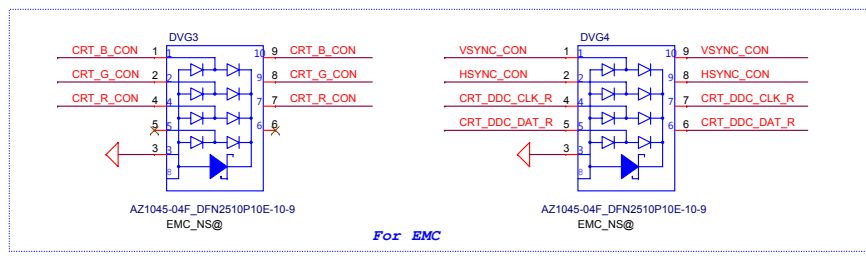 DVG3
CRT_B_CON 1 1 10 9 CRT_B_CON
CRT_G_CON 2 2 9 8 CRT_G_CON
CRT_R_CON 4 4 7 7 CRT_R_CON
5 5 6 6
3 3
8
AZ1045-04F_DFN2510P10E-10-9
EMC_NS@
DVG4
VSYNC_CON 1 1 10 9 VSYNC_CON
HSYNC_CON 2 2 9 8 HSYNC_CON
CRT_DDC_CLK_R 4 4 7 7 CRT_DDC_CLK_R
CRT_DDC_DAT_R 5 5 6 6 CRT_DDC_DAT_R
3 3
8
AZ1045-04F_DFN2510P10E-10-9
EMC_NS@
For EMC